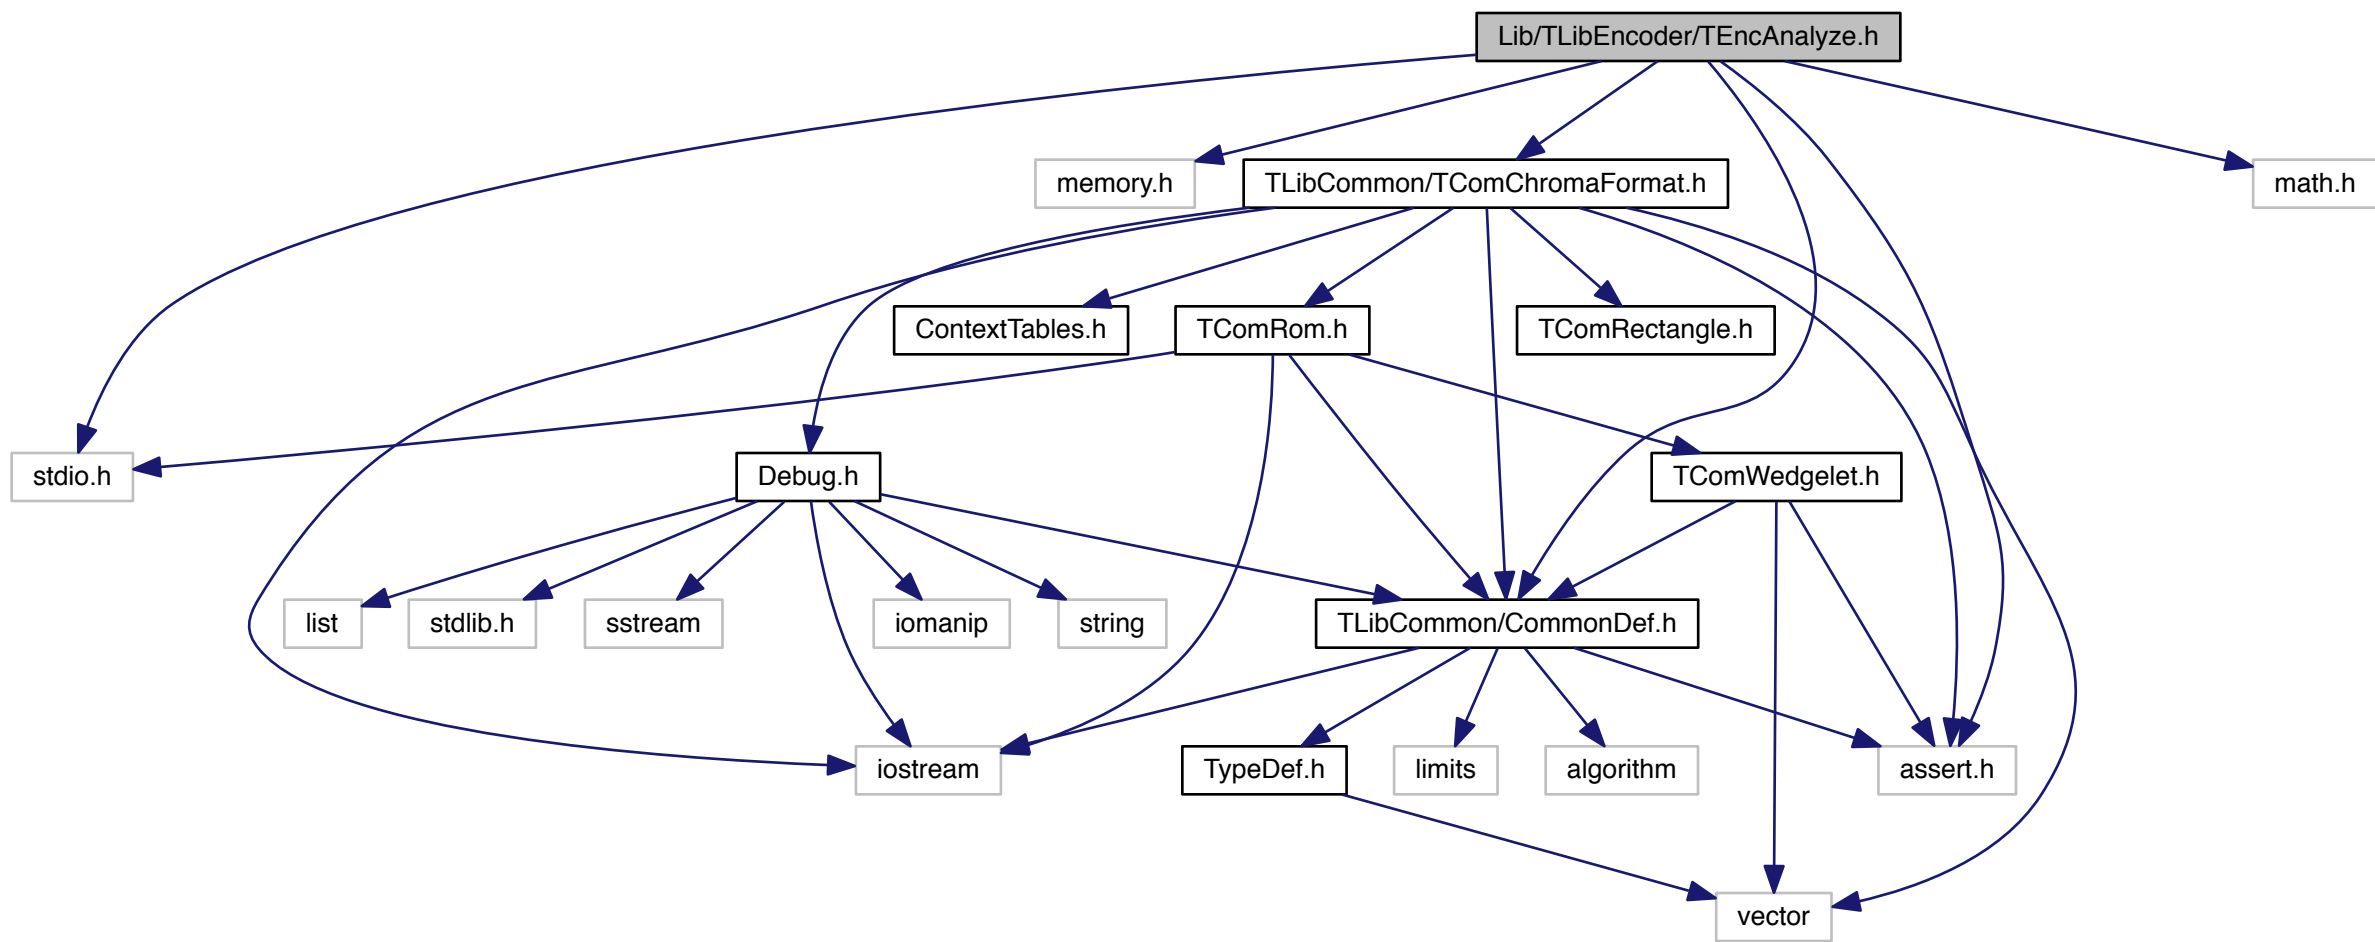 Lib/TLibEncoder/TEncAnalyze.h
memory.h
TLibCommon/TComChromaFormat.h
math.h
ContextTables.h
TComRom.h
TComRectangle.h
stdio.h
Debug.h
TComWedgelet.h
list
stdlib.h
sstream
iomanip
string
TLibCommon/CommonDef.h
iostream
TypeDef.h
limits
algorithm
assert.h
vector